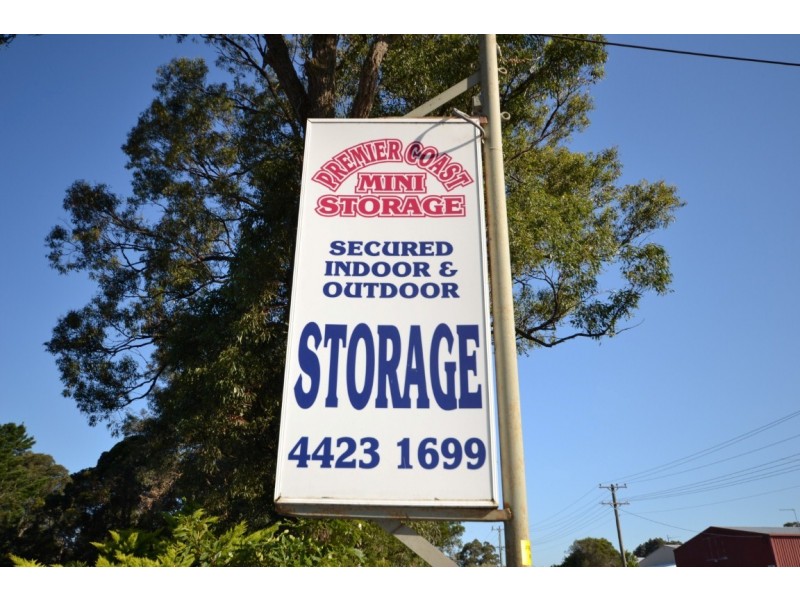 PREMIER COAST
MINI
STORAGE
SECURED
INDOOR &
OUTDOOR
STORAGE
4423 1699